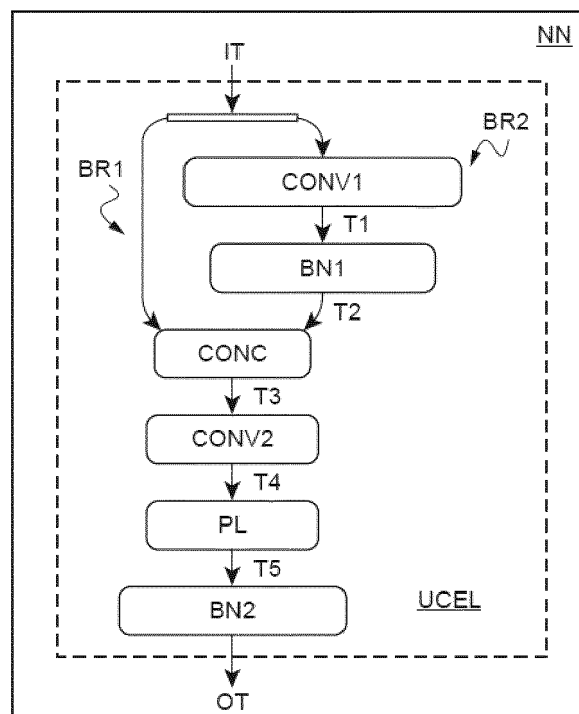 NN
IT
BR2
BR1
CONV1
T1
BN1
T2
CONC
T3
CONV2
T4
PL
T5
BN2
UCEL
OT